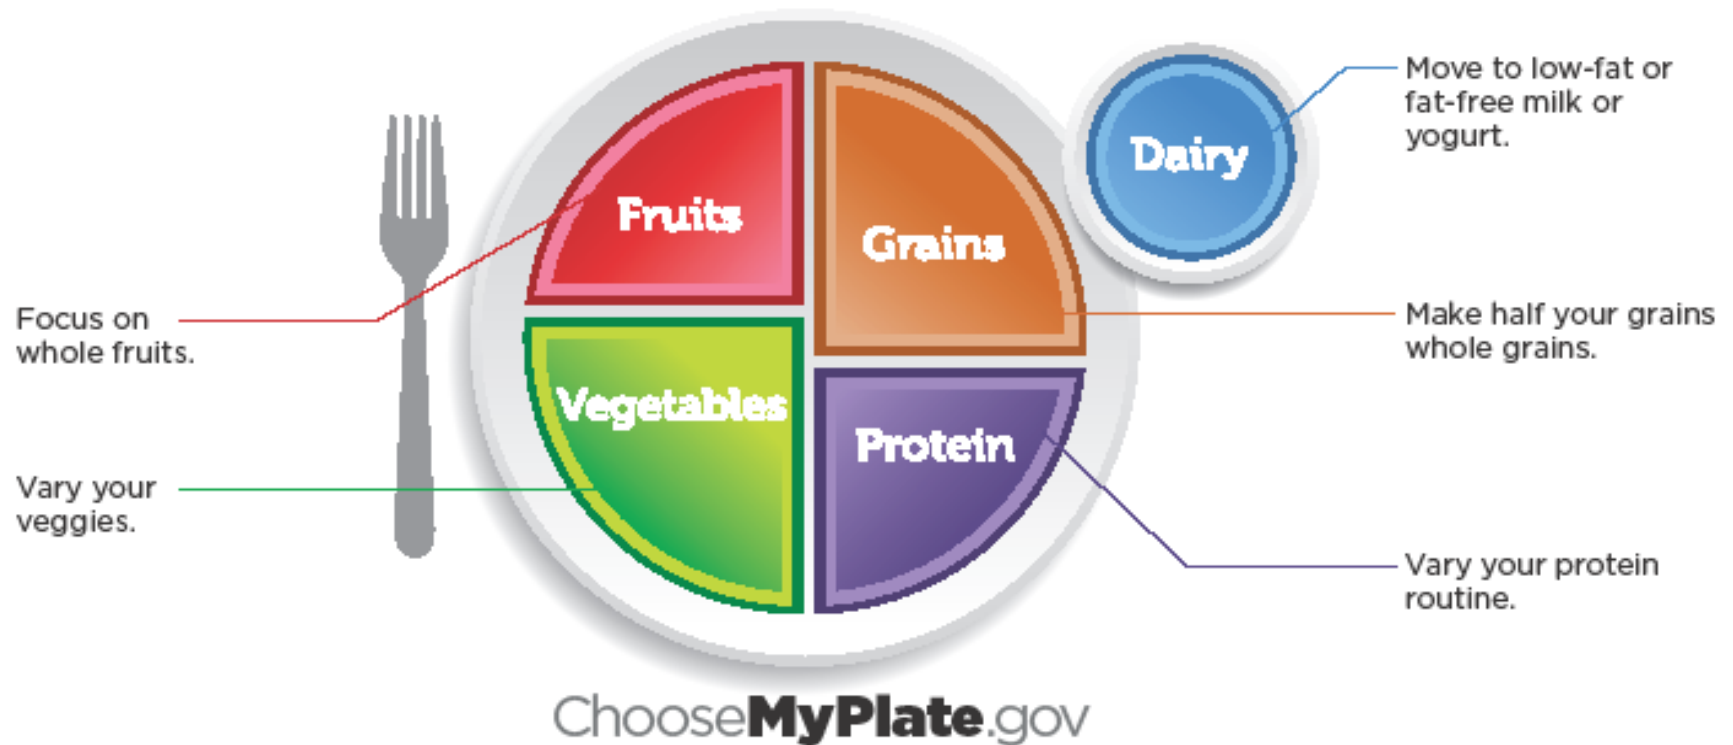 Fruits
Grains
Dairy
Vegetables
Protein
Focus on
whole fruits.
Vary your
veggies.
Move to low-fat or
fat-free milk or
yogurt.
Make half your grains
whole grains.
Vary your protein
routine.
ChooseMyPlate.gov